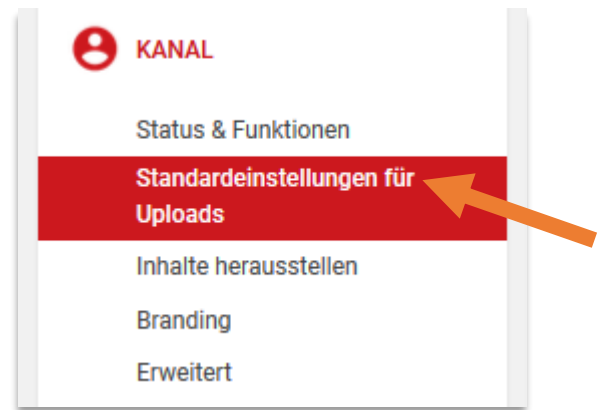 KANAL
Status & Funktionen
Standardeinstellungen für
Uploads
Inhalte herausstellen
Branding
Erweitert